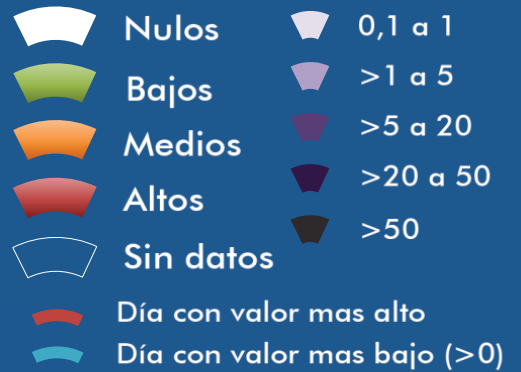 Nulos
Bajos
Medios
Altos
Sin datos
0,1 a 1
>1 a 5
>5 a 20
>20 a 50
>50
Día con valor mas alto
Día con valor mas bajo (>0)